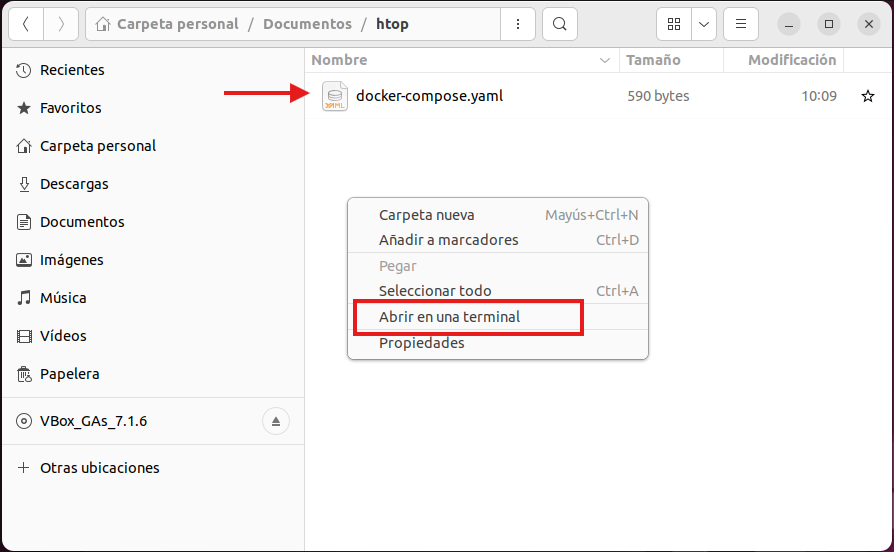 Carpeta personal / Documentos / htop
Nombre Tamaño Modificación
Recientes
Favoritos
Carpeta personal
Descargas
Documentos
Imágenes
Música
Vídeos
Papelera
VBox_GAs_7.1.6
Otras ubicaciones
docker-compose.yaml 590 bytes 10:09
Carpeta nueva Mayús+Ctrl+N
Añadir a marcadores Ctrl+D
Pegar
Seleccionar todo Ctrl+A
Abrir en una terminal
Propiedades